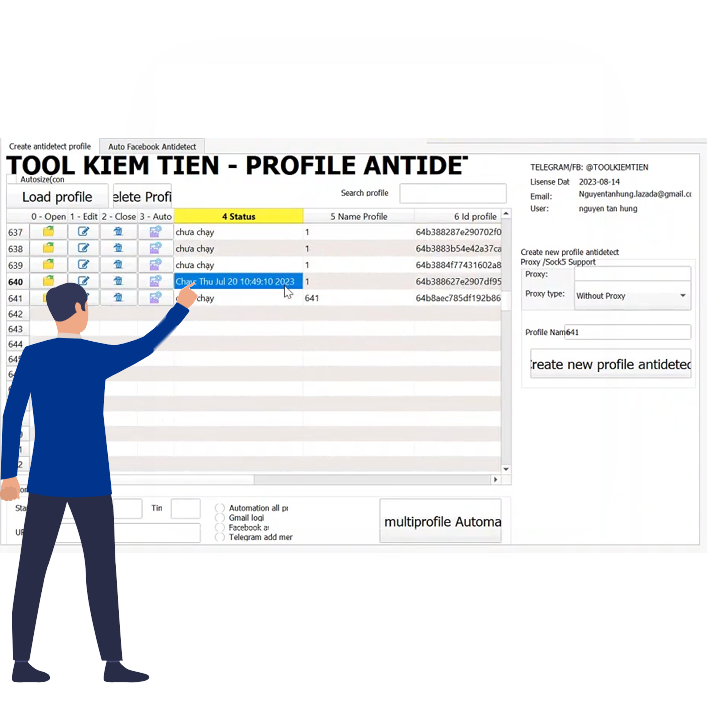 Create antidetect profile Auto Facebook Antidetect
TOOL KIEM TIEN - PROFILE ANTIDET
Autosize(con
Load profile elete Profi Search profile
0 - Open 1 - Edit 2 - Close 3 - Auto 4 Status 5 Name Profile 6 Id profile
637 chưa chạy 1 64b388287e290702f0
638 chưa chạy 1 64b3883b54e42a37ca
639 chưa chạy 1 64b3884f77431602a8
640 Chạy: Thu Jul 20 10:49:10 2023 1 64b388627e2907df95
641 chạy 641 64b8aec785df192b86
642
643
644
TELEGRAM/FB: @TOOLKIEMTIEN
Lisense Dat 2023-08-14
Email: Nguyentanhung.lazada@gmail.co
User: nguyen tan hung
Create new profile antidetect
Proxy /Sock5 Support
Proxy:
Proxy type: Without Proxy
Profile Nam 641
Create new profile antidetec
Sta Tin
UR
Automation all pr
Gmail logi
Facebook au
Telegram add mer
multiprofile Automa